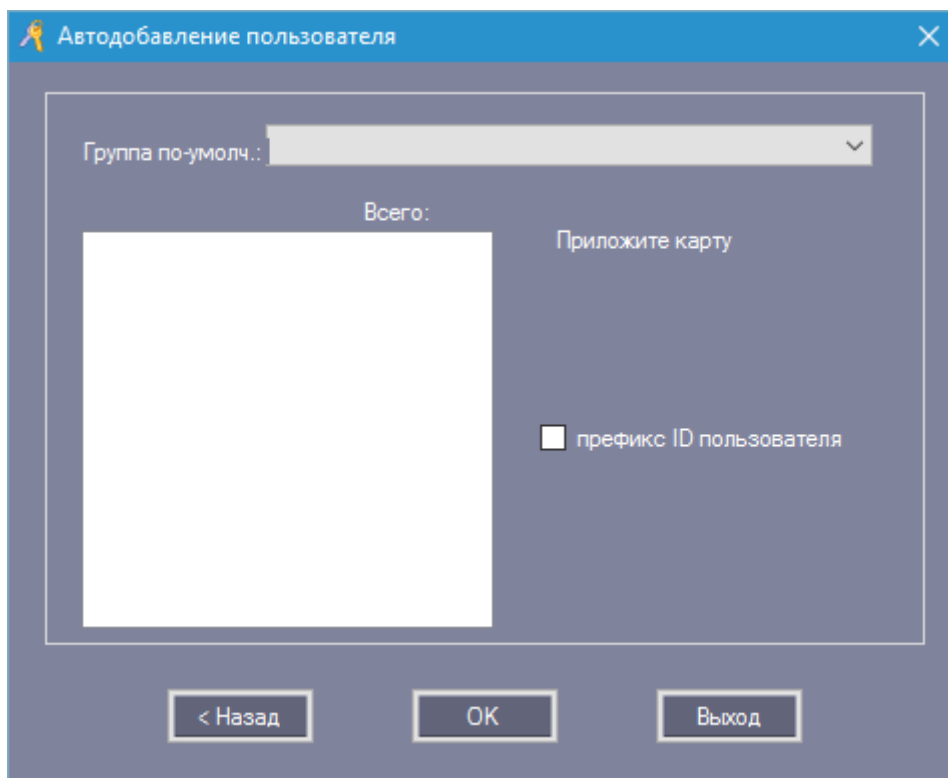 Автодобавление пользователя
Группа по-умолч.:
Всего:
Приложите карту
префикс ID пользователя
< Назад
OK
Выход